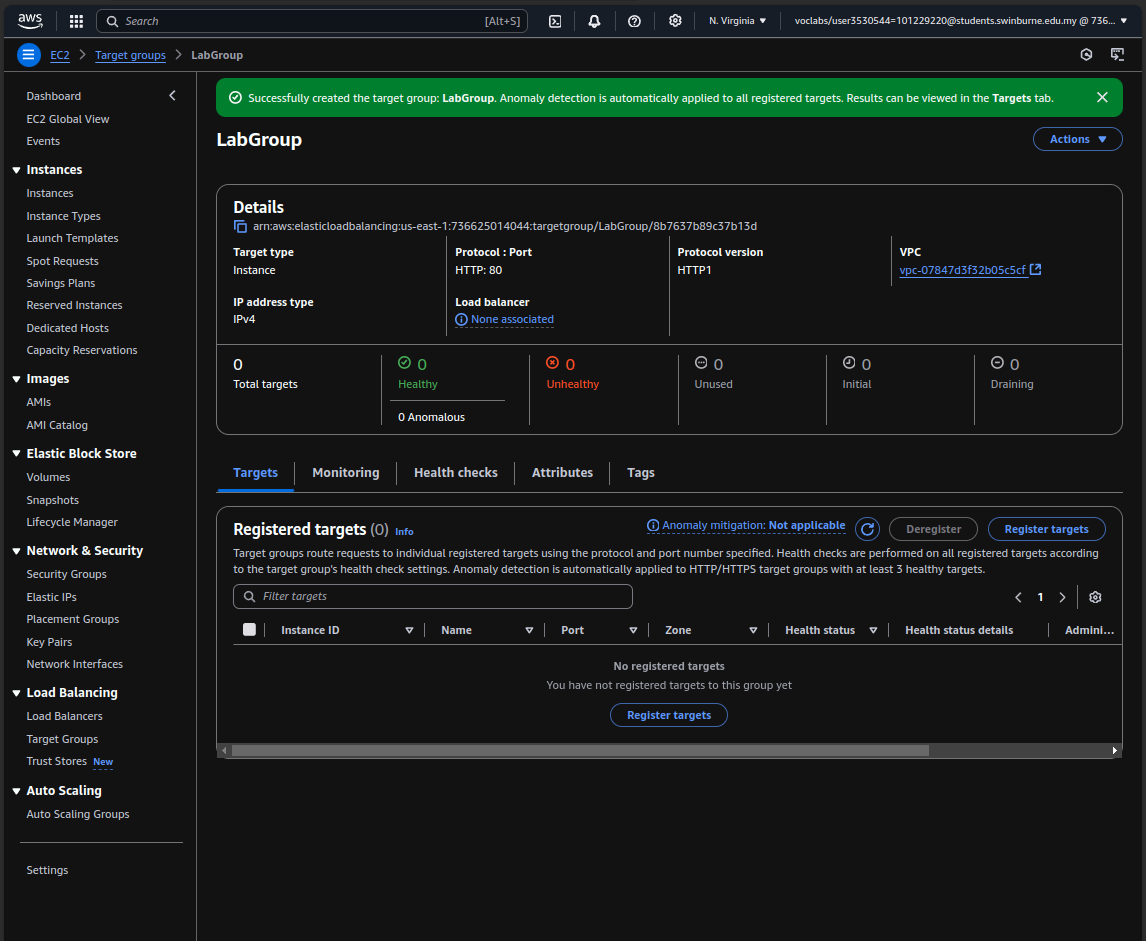 aws
Search [Alt+S]
N. Virginia
voclabs/user3530544=101229220@students.swinburne.edu.my @ 736...
EC2 Target groups LabGroup
Dashboard
EC2 Global View
Events
Instances
Instances
Instance Types
Launch Templates
Spot Requests
Savings Plans
Reserved Instances
Dedicated Hosts
Capacity Reservations
Images
AMIs
AMI Catalog
Elastic Block Store
Volumes
Snapshots
Lifecycle Manager
Network & Security
Security Groups
Elastic IPs
Placement Groups
Key Pairs
Network Interfaces
Load Balancing
Load Balancers
Target Groups
Trust Stores New
Auto Scaling
Auto Scaling Groups
Settings
Successfully created the target group: LabGroup. Anomaly detection is automatically applied to all registered targets. Results can be viewed in the Targets tab.
LabGroup
Actions
Details
arn:aws:elasticloadbalancing:us-east-1:736625014044:targetgroup/LabGroup/8b7637b89c37b13d
Target type
Instance
Protocol : Port
HTTP: 80
Protocol version
HTTP1
VPC
vpc-07847d3f32b05c5cf
IP address type
IPv4
Load balancer
None associated
0
Total targets
0
Healthy
0 Anomalous
0
Unhealthy
0
Unused
0
Initial
0
Draining
Targets Monitoring Health checks Attributes Tags
Registered targets (0) Info
Anomaly mitigation: Not applicable
Deregister
Register targets
Target groups route requests to individual registered targets using the protocol and port number specified. Health checks are performed on all registered targets according
to the target group's health check settings. Anomaly detection is automatically applied to HTTP/HTTPS target groups with at least 3 healthy targets.
Filter targets
1
Instance ID Name Port Zone Health status Health status details Admini...
No registered targets
You have not registered targets to this group yet
Register targets